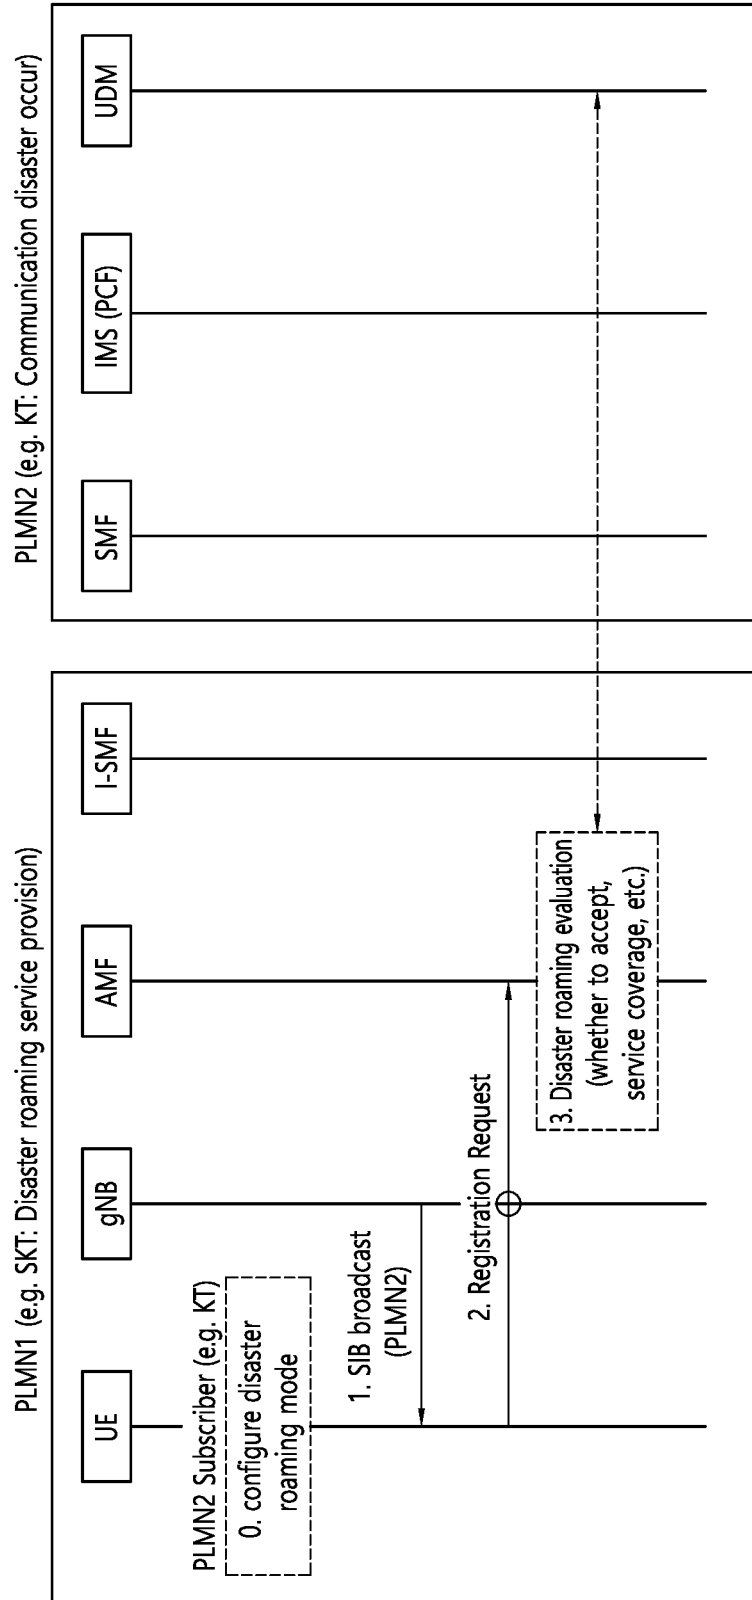 PLMN1 (e.g. SKT: Disaster roaming service provision)
PLMN2 (e.g. KT: Communication disaster occur)
UE
gNB
AMF
I-SMF
SMF
IMS (PCF)
UDM
PLMN2 Subscriber (e.g. KT)
0. configure disaster
roaming mode
1. SIB broadcast
(PLMN2)
2. Registration Request
3. Disaster roaming evaluation
(whether to accept,
service coverage, etc.)